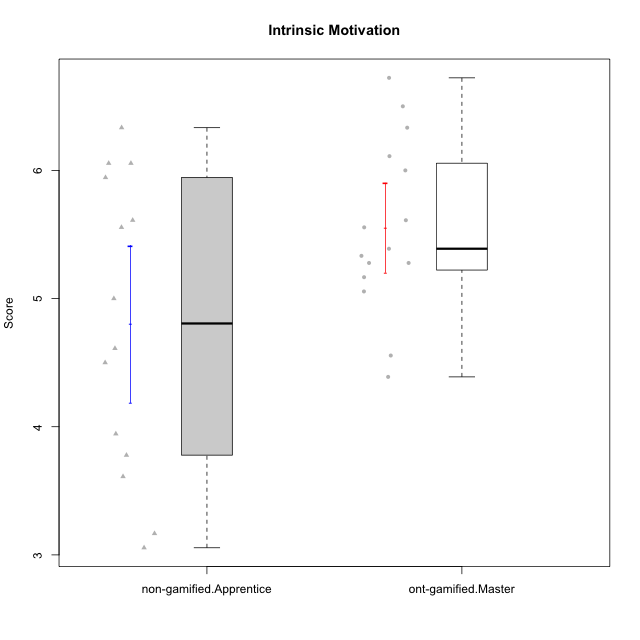 Intrinsic Motivation
Score
6
5
4
3
non-gamified.Apprentice
ont-gamified.Master